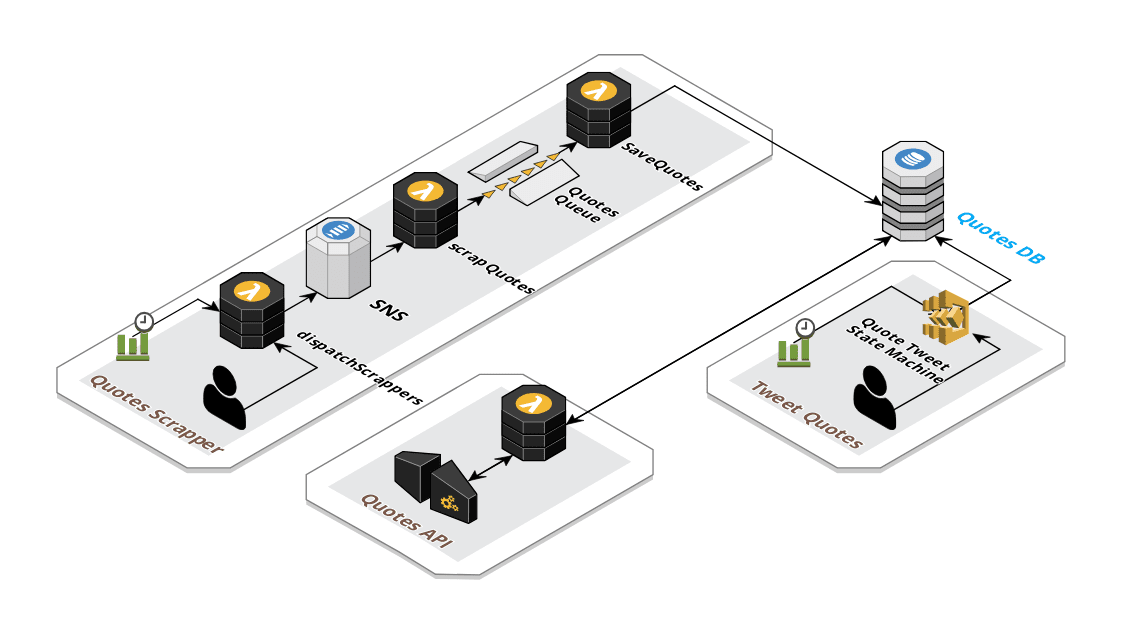 SaveQuotes
Quotes
Queue
scrapQuotes
SNS
dispatchScrappers
Quotes Scrapper
Quotes DB
Quote Tweet
State Machine
Tweet Quotes
Quotes API